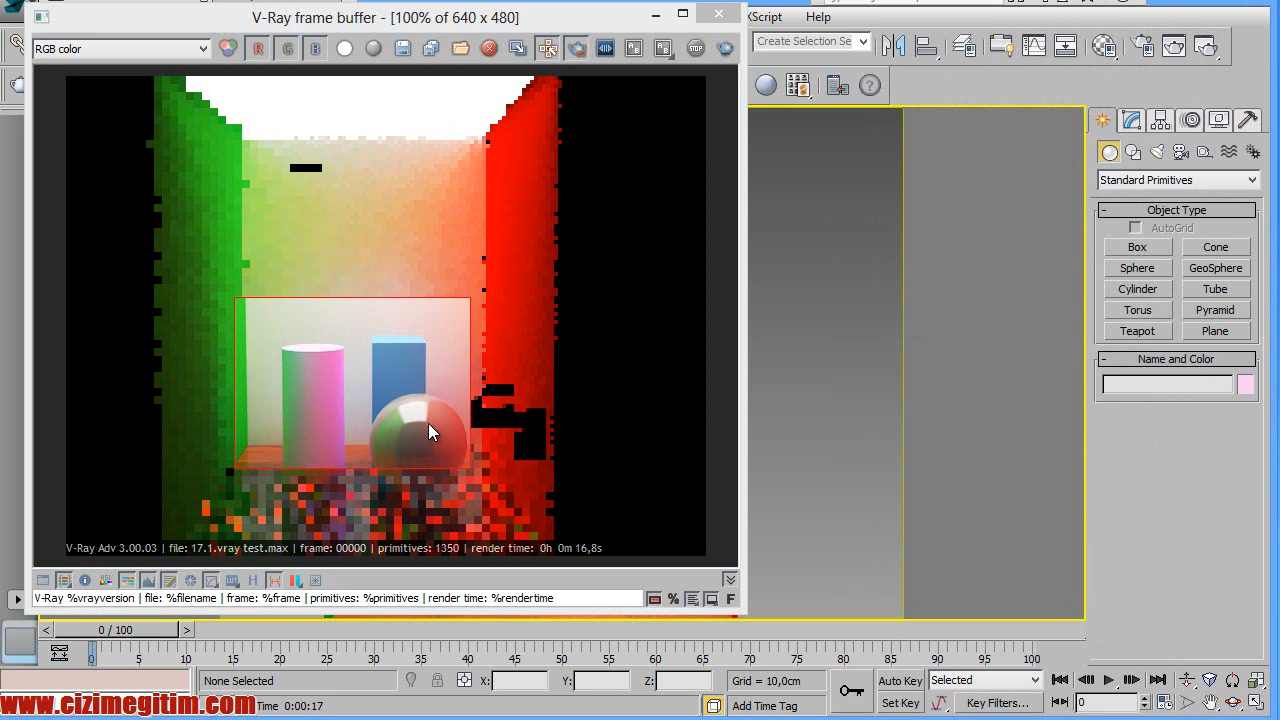 V-Ray frame buffer - [100% of 640 x 480]
XScript Help
RGB color
R G B
STOP
Create Selection Se
Standard Primitives
- Object Type
AutoGrid
Box Cone
Sphere GeoSphere
Cylinder Tube
Torus Pyramid
Teapot Plane
- Name and Color
V-Ray Adv 3.00.03 | file: 17.1.vray test.max | frame: 00000 | primitives: 1350 | render time: 0h 0m 16,8s
H
V-Ray %vrayversion | file: %filename | frame: %frame | primitives: %primitives | render time: %rendertime
% F
< 0 / 100 >
0 5 10 15 20 25 30 35 40 45 50 55 60 65 70 75 80 85 90 95 100
None Selected X: Y: Z: Grid = 10,0cm Auto Key Selected
www.cizimegitim.com Time 0:00:17 Add Time Tag Set Key Key Filters... 0